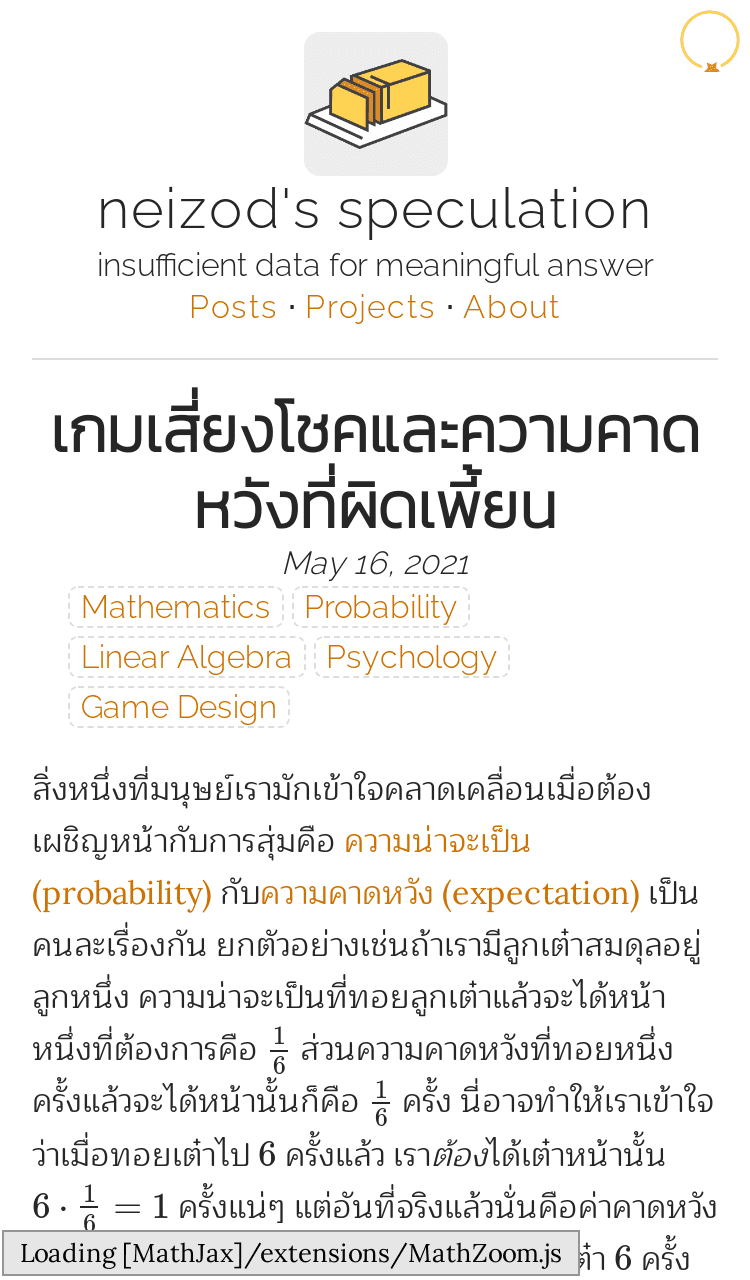 neizod's speculation
insufficient data for meaningful answer
Posts · Projects · About
เกมเสี่ยงโชคและความคาด
หวังที่ผิดเพี้ยน
May 16, 2021
Mathematics Probability
Linear Algebra Psychology
Game Design
สิ่งหนึ่งที่มนุษย์เรามักเข้าใจคลาดเคลื่อนเมื่อต้อง
เผชิญหน้ากับการสุ่มคือ ความน่าจะเป็น
(probability) กับความคาดหวัง (expectation) เป็น
คนละเรื่องกัน ยกตัวอย่างเช่นถ้าเรามีลูกเต๋าสมดุลอยู่
ลูกหนึ่ง ความน่าจะเป็นที่ทอยลูกเต๋าแล้วจะได้หน้า
หนึ่งที่ต้องการคือ 1/6 ส่วนความคาดหวังที่ทอยหนึ่ง
ครั้งแล้วจะได้หน้านั้นก็คือ 1/6 ครั้ง นี่อาจทำให้เราเข้าใจ
ว่าเมื่อทอยเต๋าไป 6 ครั้งแล้ว เราต้องได้เต๋าหน้านั้น
6 · 1/6 = 1 ครั้งแน่ๆ แต่อันที่จริงแล้วนั่นคือค่าคาดหวัง
Loading [MathJax]/extensions/MathZoom.js
6 ครั้ง